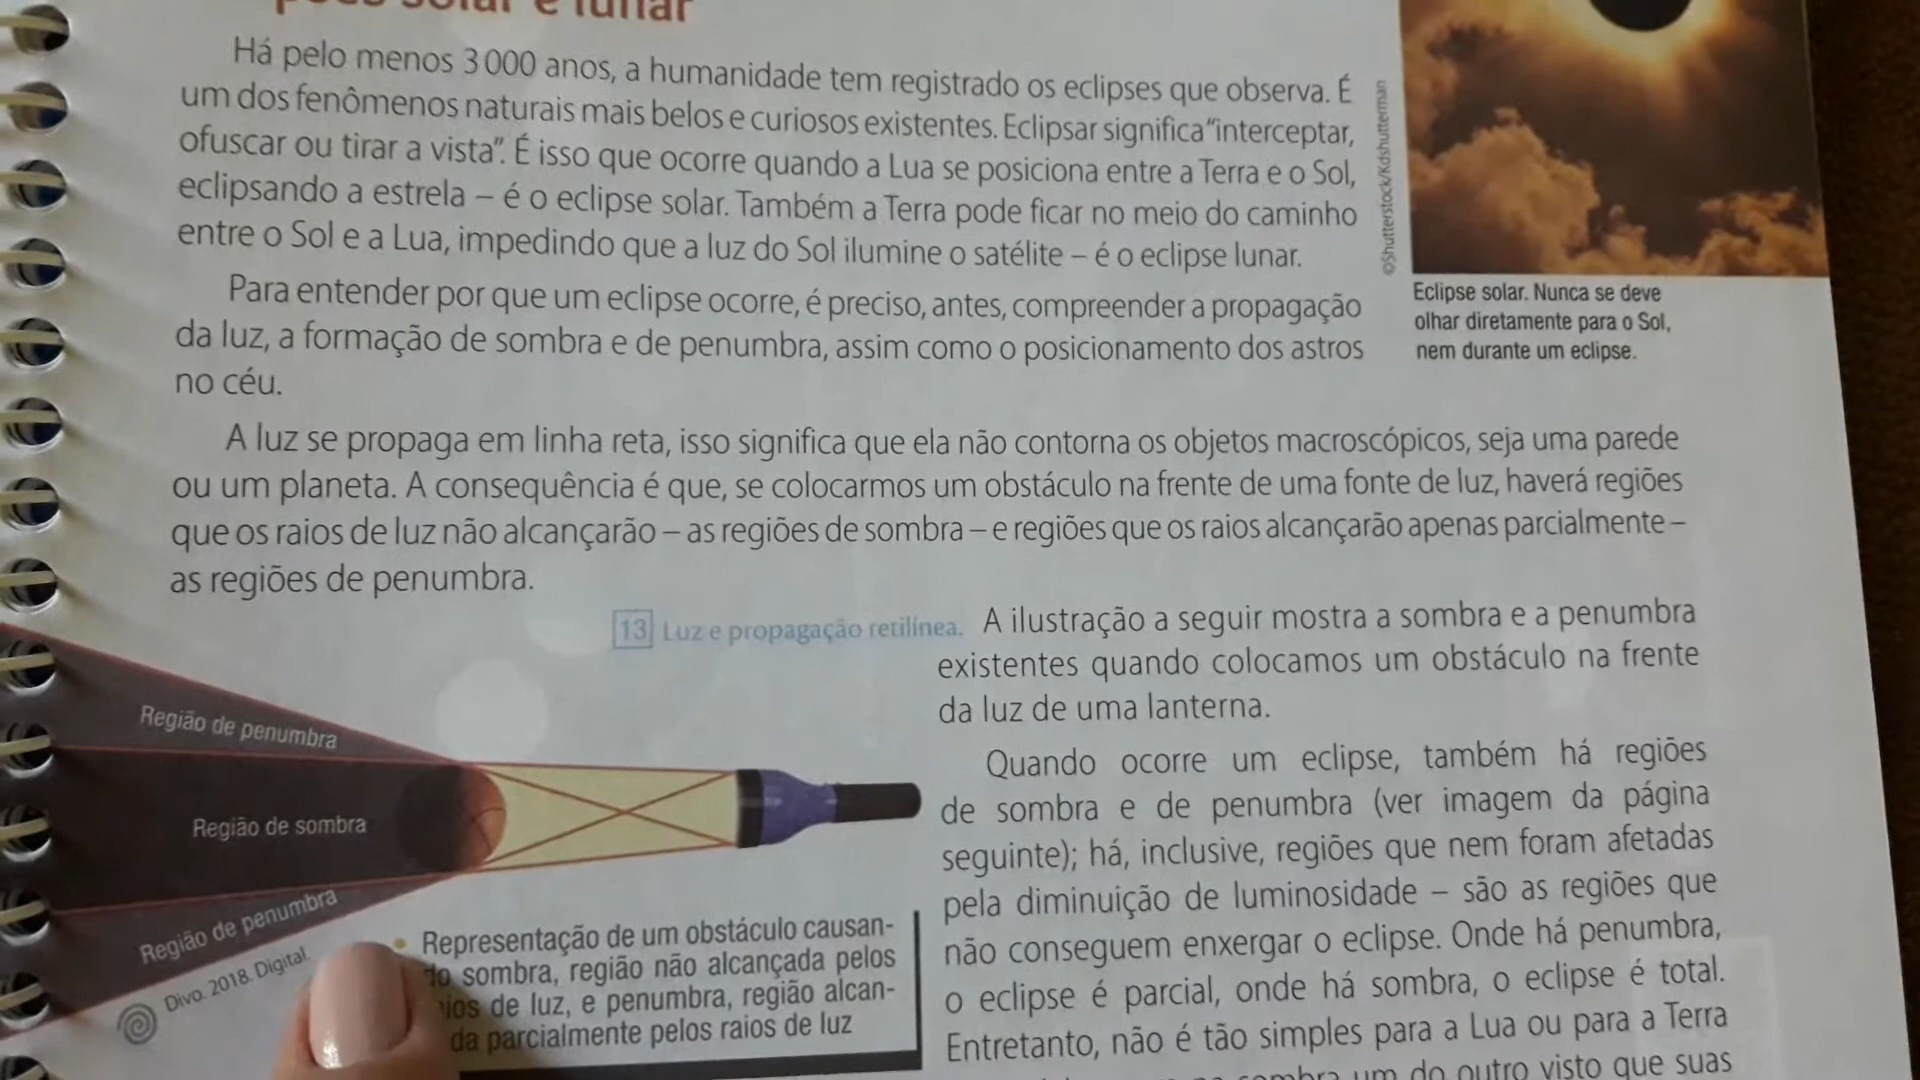 solar e lunar
Há pelo menos 3 000 anos, a humanidade tem registrado os eclipses que observa. É
um dos fenômenos naturais mais belos e curiosos existentes. Eclipsar significa “interceptar,
ofuscar ou tirar a vista”. É isso que ocorre quando a Lua se posiciona entre a Terra e o Sol,
eclipsando a estrela – é o eclipse solar. Também a Terra pode ficar no meio do caminho
entre o Sol e a Lua, impedindo que a luz do Sol ilumine o satélite – é o eclipse lunar.
©Shutterstock/Kdshutterman
Eclipse solar. Nunca se deve
olhar diretamente para o Sol,
nem durante um eclipse.
Para entender por que um eclipse ocorre, é preciso, antes, compreender a propagação
da luz, a formação de sombra e de penumbra, assim como o posicionamento dos astros
no céu.
A luz se propaga em linha reta, isso significa que ela não contorna os objetos macroscópicos, seja uma parede
ou um planeta. A consequência é que, se colocarmos um obstáculo na frente de uma fonte de luz, haverá regiões
que os raios de luz não alcançarão – as regiões de sombra – e regiões que os raios alcançarão apenas parcialmente –
as regiões de penumbra.
13 Luz e propagação retilínea.
A ilustração a seguir mostra a sombra e a penumbra
existentes quando colocamos um obstáculo na frente
da luz de uma lanterna.
Quando ocorre um eclipse, também há regiões
de sombra e de penumbra (ver imagem da página
seguinte); há, inclusive, regiões que nem foram afetadas
pela diminuição de luminosidade – são as regiões que
não conseguem enxergar o eclipse. Onde há penumbra,
o eclipse é parcial, onde há sombra, o eclipse é total.
Entretanto, não é tão simples para a Lua ou para a Terra
sombra um do outro visto que suas
Região de penumbra
Região de sombra
Região de penumbra
Divo. 2018. Digital.
Representação de um obstáculo causan-
do sombra, região não alcançada pelos
de luz, e penumbra, região alcan-
da parcialmente pelos raios de luz